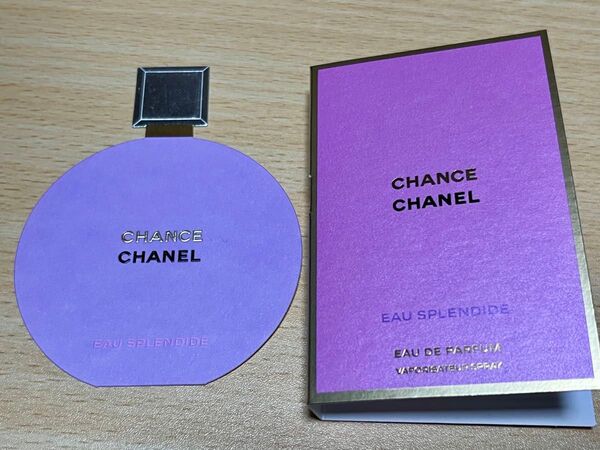 CHANCE
CHANEL
EAU SPLENDIDE
CHANCE
CHANEL
EAU SPLENDIDE
EAU DE PARFUM
VAPORISATEUR SPRAY